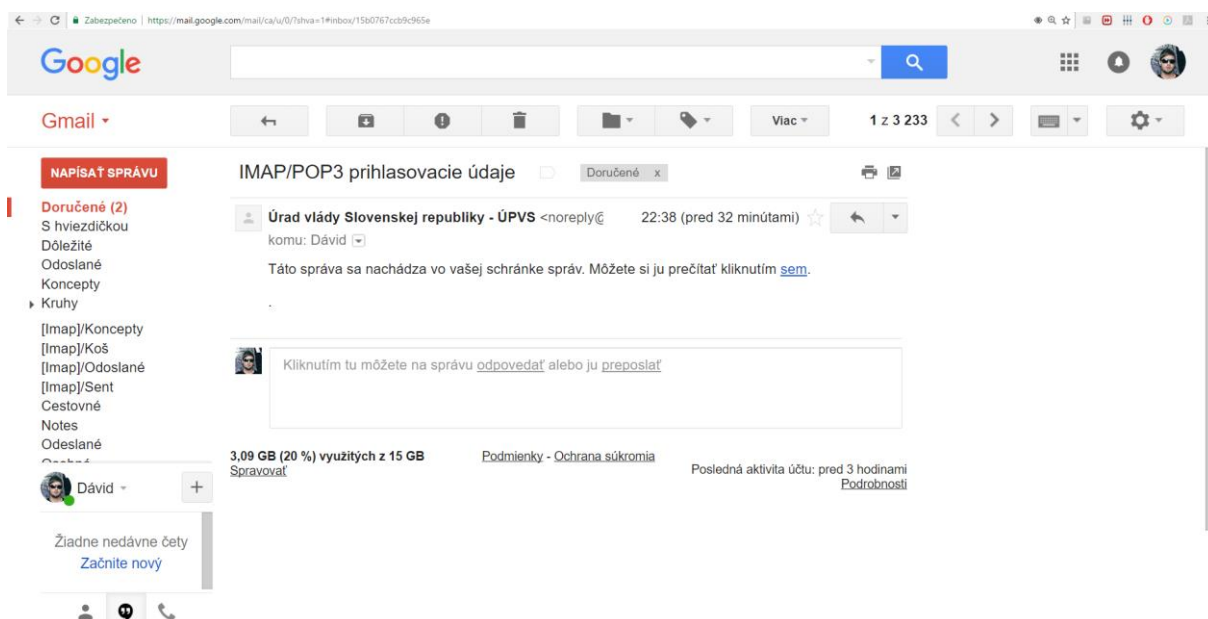 Zabezpečeno | https://mail.google.com/mail/ca/u/0/?shva=1#inbox/15b0767ccb9c965e
Google
Gmail
Viac
1 z 3 233
NAPÍSAŤ SPRÁVU
IMAP/POP3 prihlasovacie údaje
Doručené x
Doručené (2)
S hviezdičkou
Dôležité
Odoslané
Koncepty
Kruhy
[Imap]/Koncepty
[Imap]/Koš
[Imap]/Odoslané
[Imap]/Sent
Cestovné
Notes
Odeslané
Úrad vlády Slovenskej republiky - ÚPVS <noreply@ 22:38 (pred 32 minútami)
komu: Dávid
Táto správa sa nachádza vo vašej schránke správ. Môžete si ju prečítať kliknutím sem.
.
Kliknutím tu môžete na správu odpovedať alebo ju preposlať
3,09 GB (20 %) využitých z 15 GB
Spravovať
Podmienky - Ochrana súkromia
Posledná aktivita účtu: pred 3 hodinami
Podrobnosti
Dávid
Žiadne nedávne čety
Začnite nový